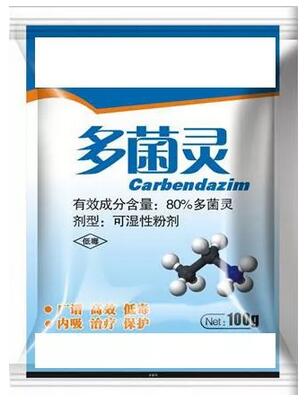 多菌灵
Carbendazim
有效成分含量：80%多菌灵
剂型：可湿性粉剂
低毒
广谱 高效 低毒
内吸 治疗 保护
Net: 100g